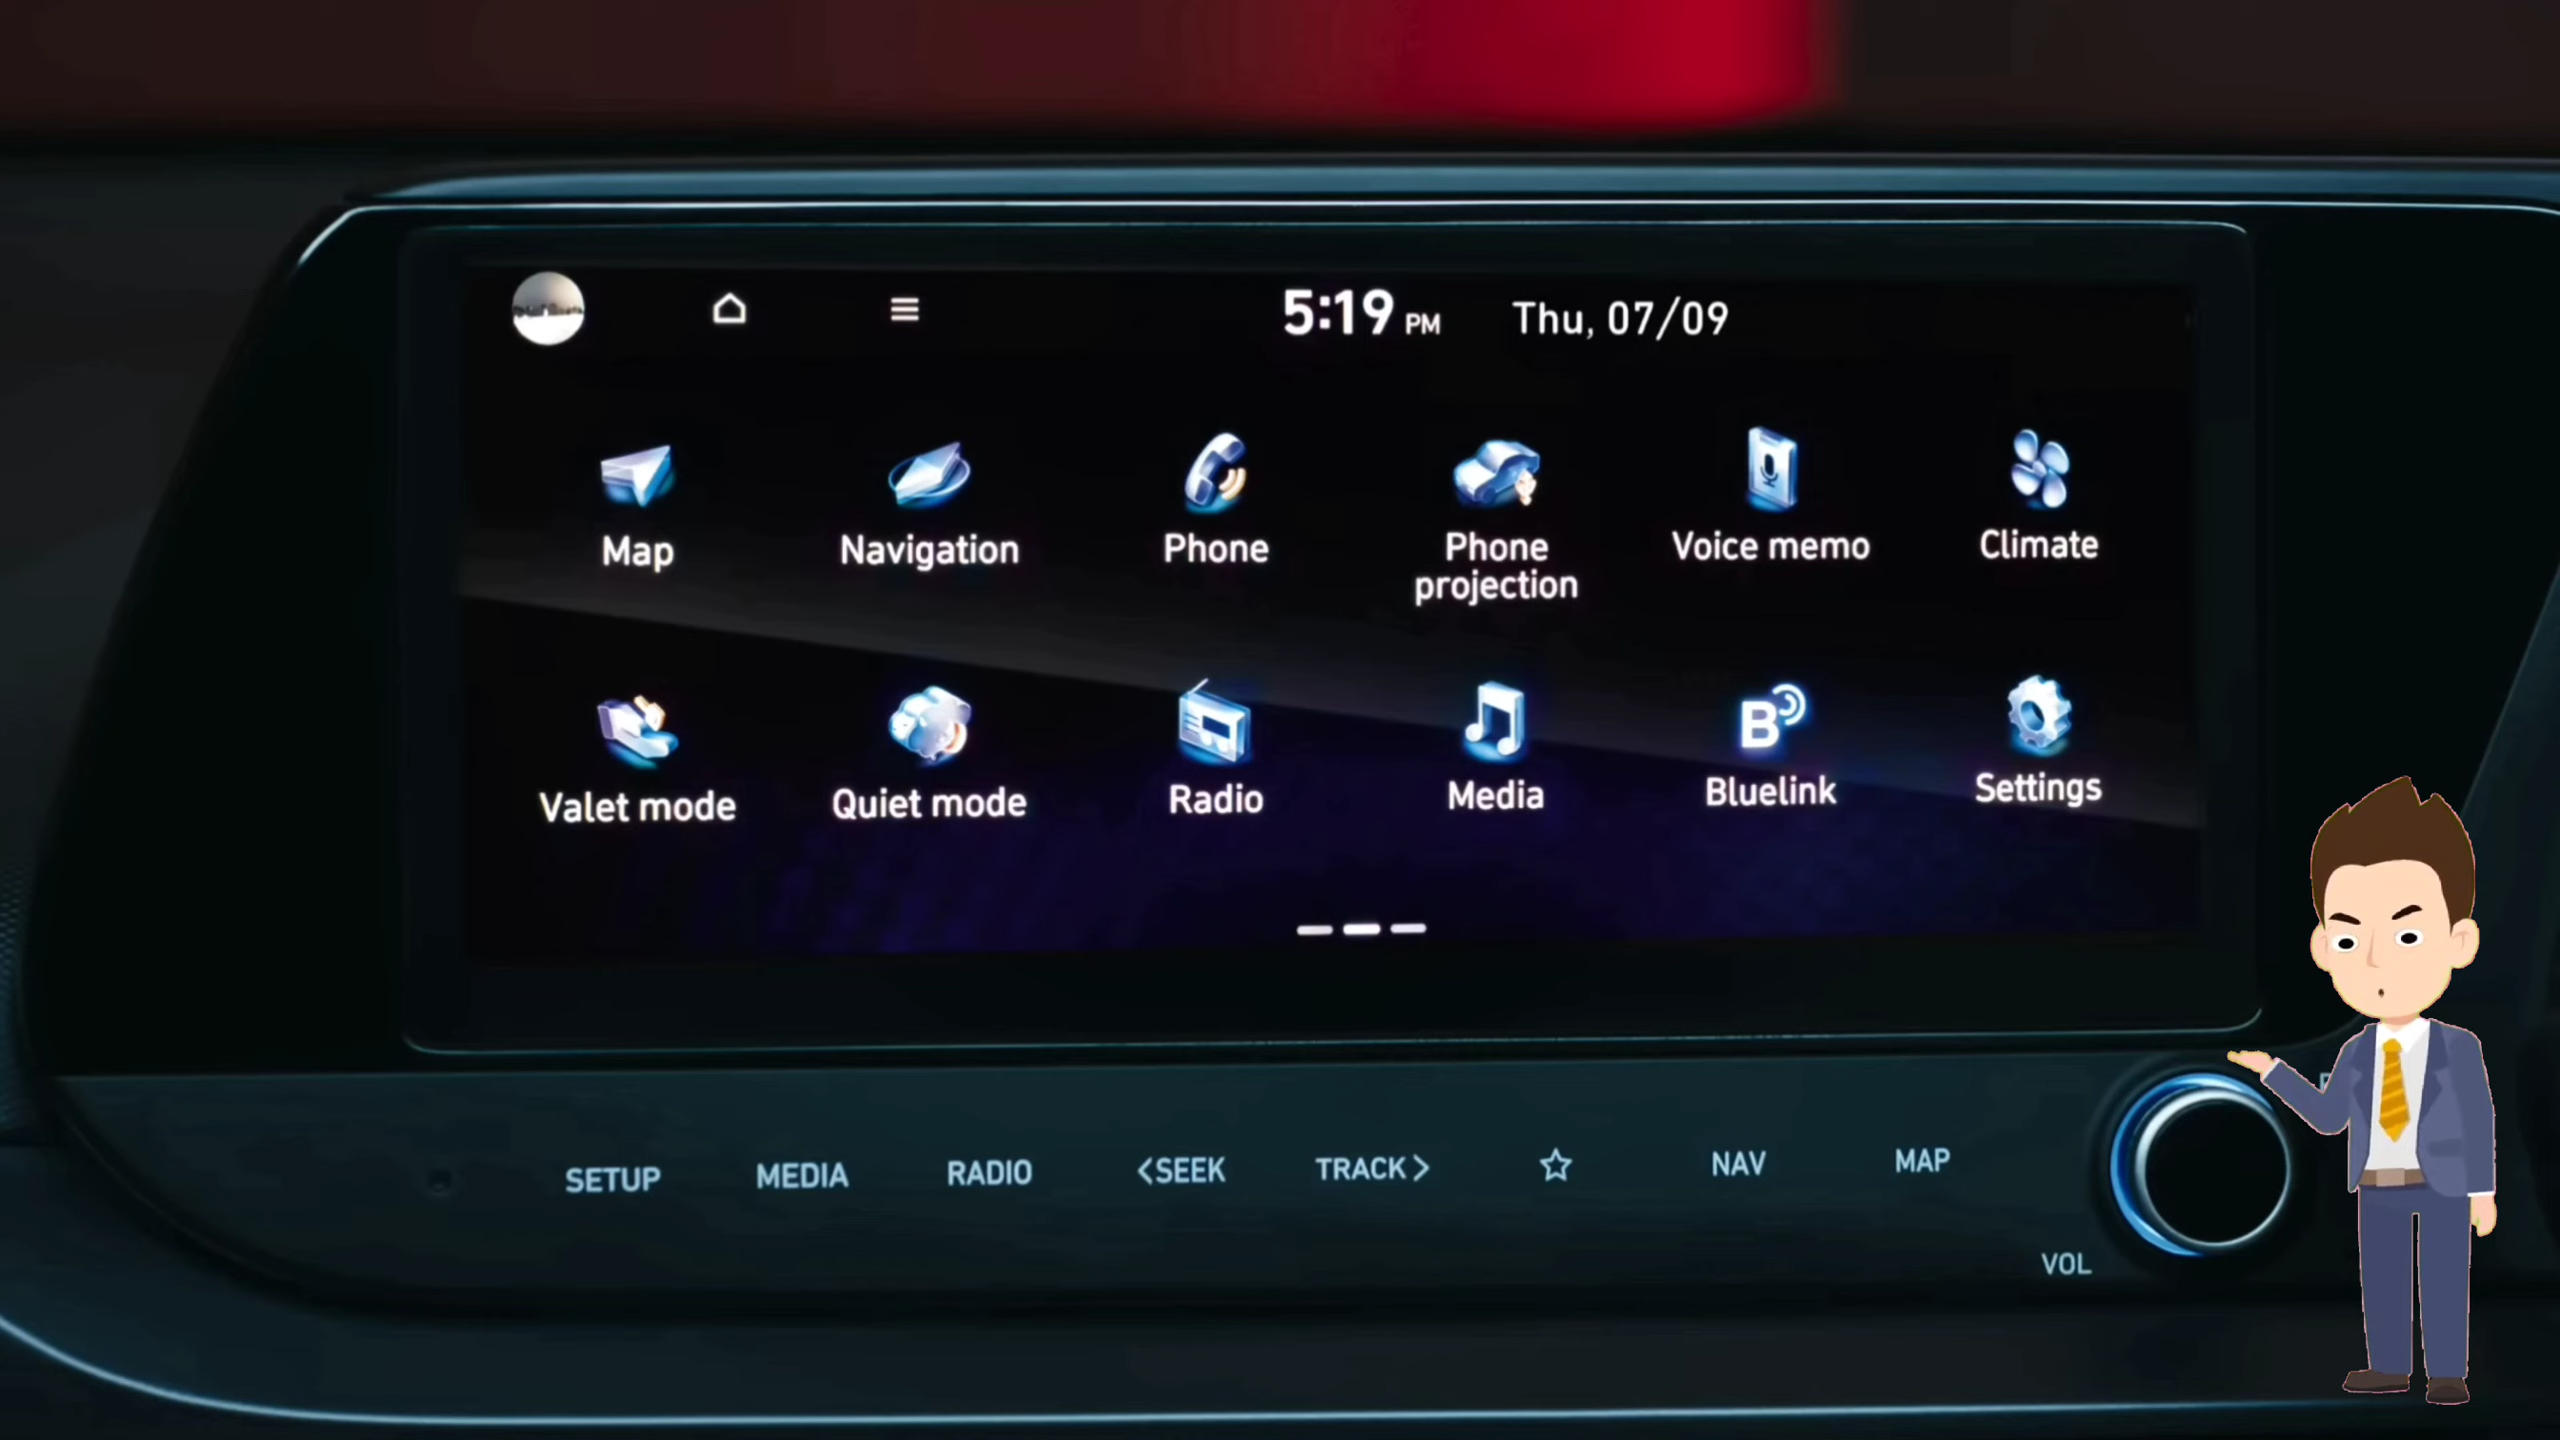 5:19 PM Thu, 07/09
Map Navigation Phone Phone projection Voice memo Climate
Valet mode Quiet mode Radio Media B Bluelink Settings
SETUP MEDIA RADIO <SEEK TRACK> ☆ NAV MAP
VOL